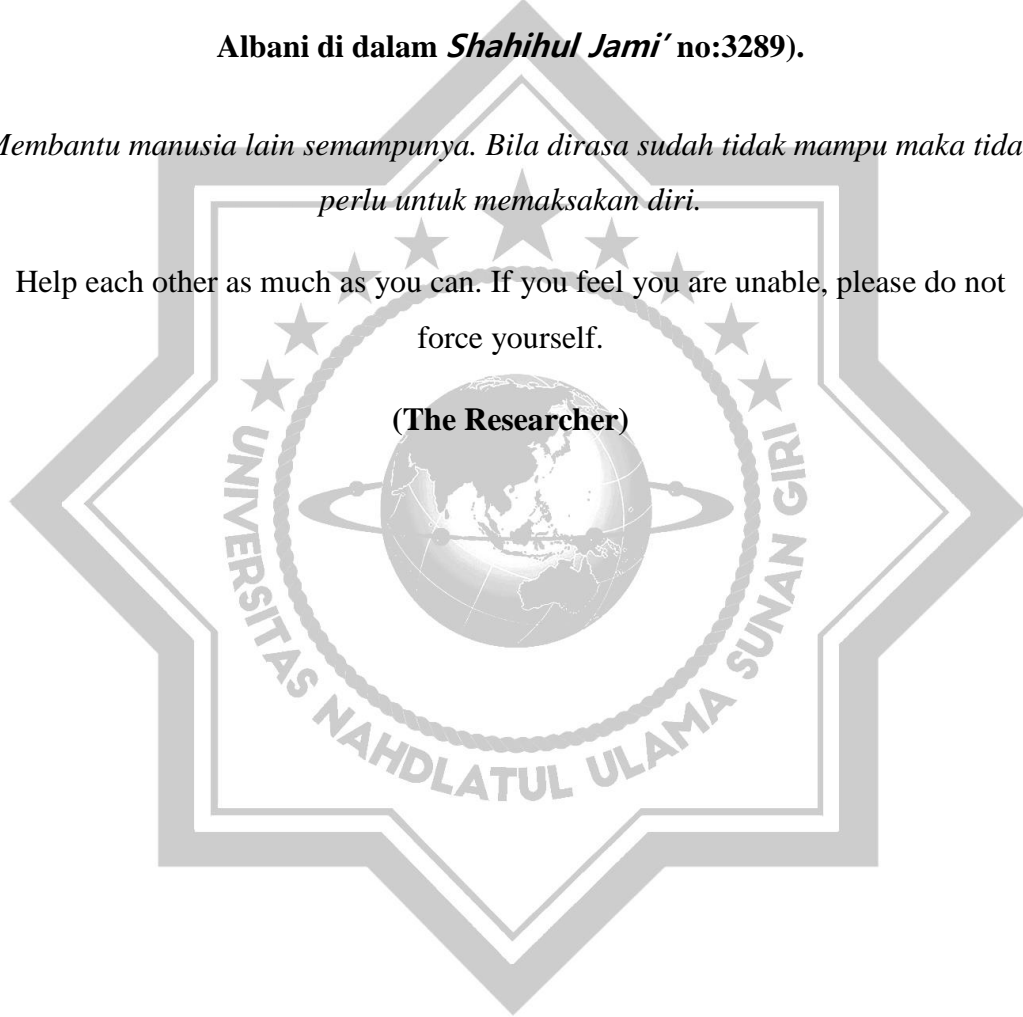 Albani di dalam Shahihul Jami’ no:3289).
Membantu manusia lain semampunya. Bila dirasa sudah tidak mampu maka tida
perlu untuk memaksakan diri.
Help each other as much as you can. If you feel you are unable, please do not
force yourself.
(The Researcher)
UNIVERSITAS NAHDLATUL ULAMA SUNAN GIRI